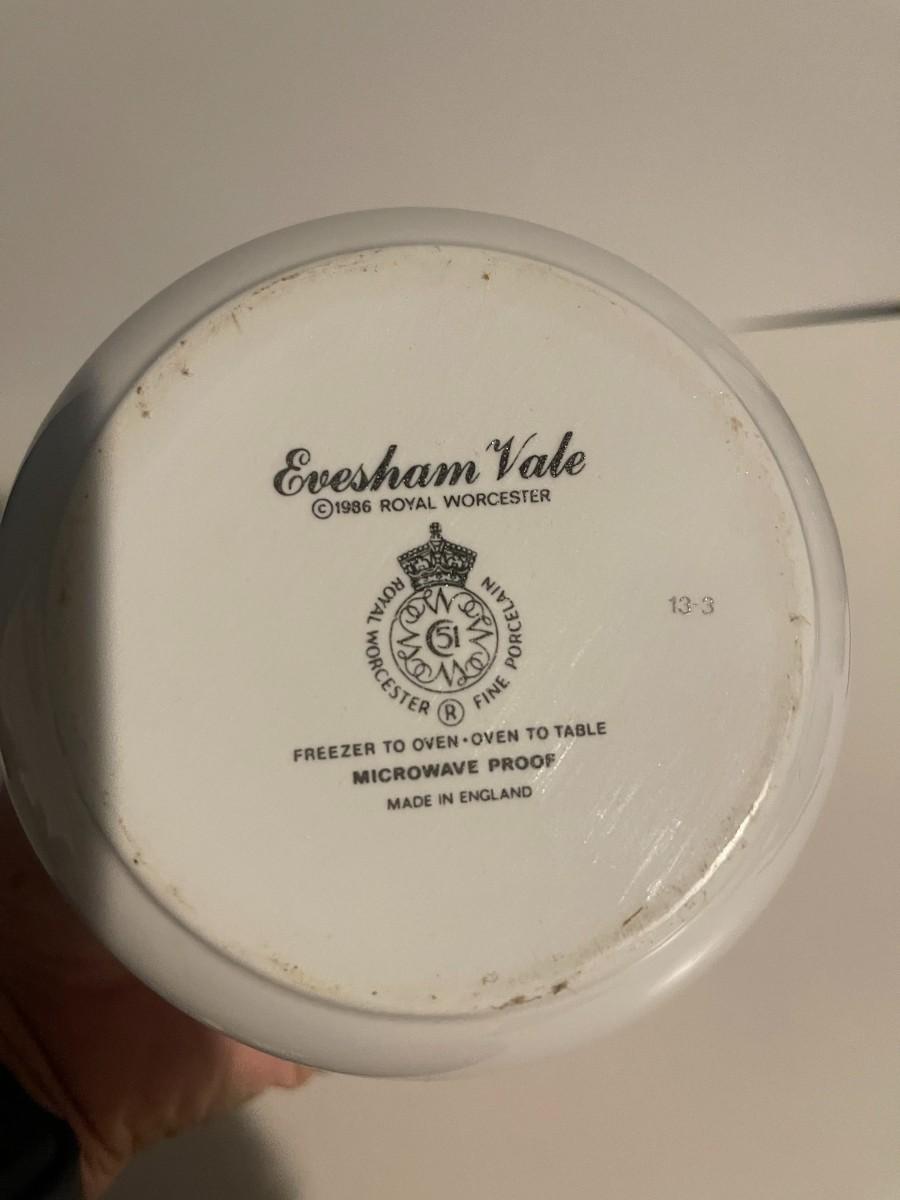 Evesham Vale
©1986 ROYAL WORCESTER
ROYAL WORCESTER ® FINE PORCELAIN
C51
13-3
FREEZER TO OVEN•OVEN TO TABLE
MICROWAVE PROOF
MADE IN ENGLAND